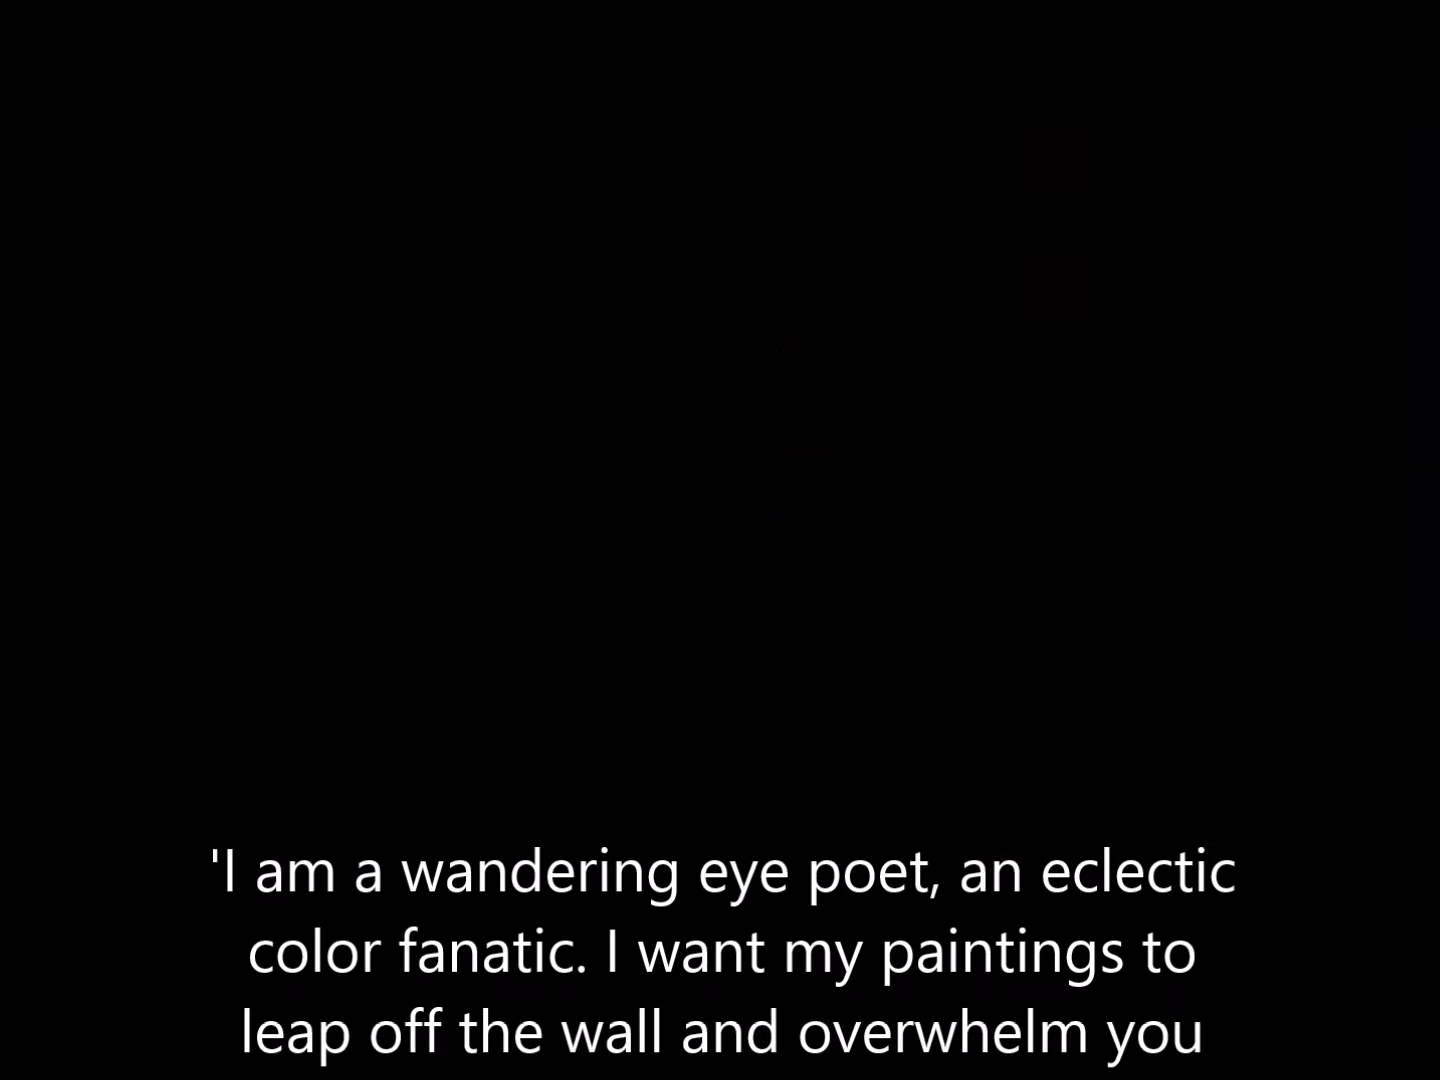 'I am a wandering eye poet, an eclectic
color fanatic. I want my paintings to
leap off the wall and overwhelm you